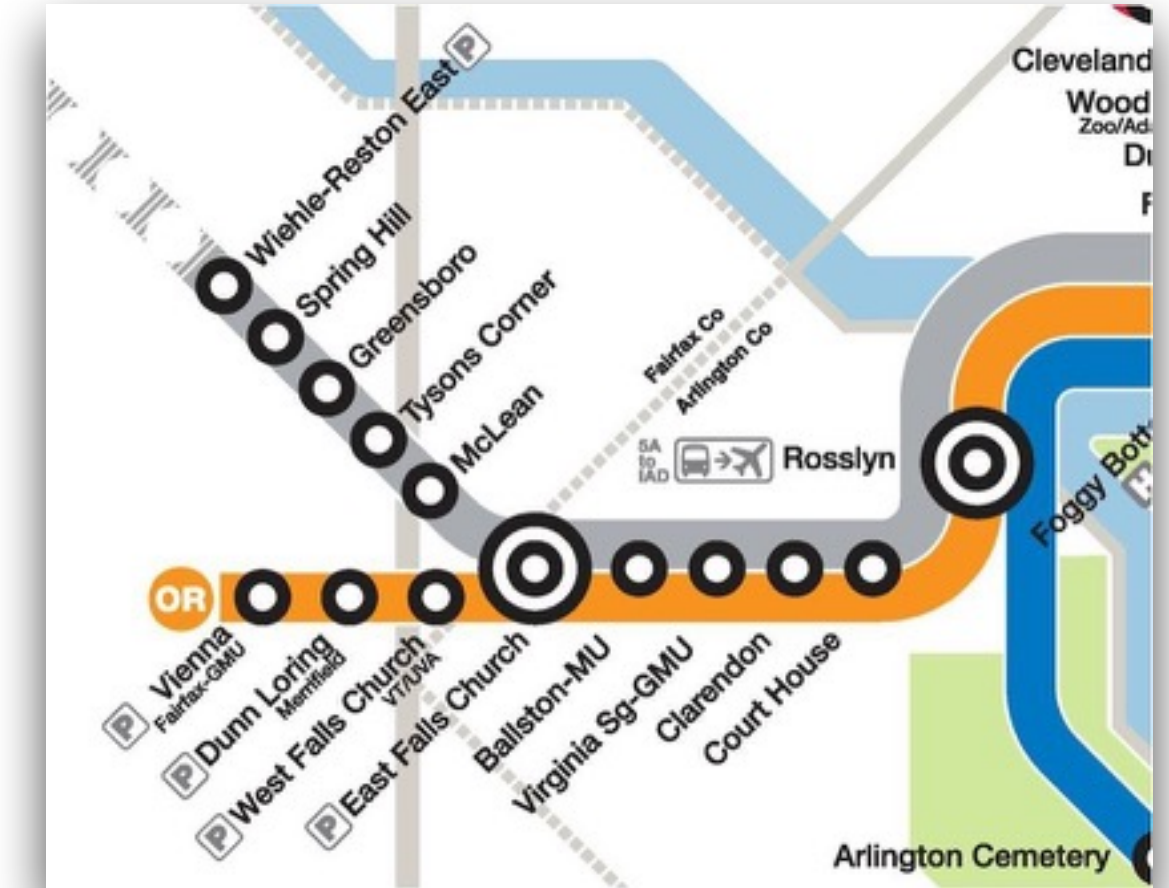 Cleveland
Wood
Zoo/Ad
Wiehle-Reston East P
Spring Hill
Greensboro
Tysons Corner
McLean
Fairfax Co
Arlington Co
5A
to
IAD
Rosslyn
Foggy Bott
OR
Vienna
Fairfax-GMU
P
Dunn Loring
Merrifield
P
West Falls Church
VT/UVA
P
East Falls Church
P
Ballston-MU
Virginia Sq-GMU
Clarendon
Court House
Arlington Cemetery